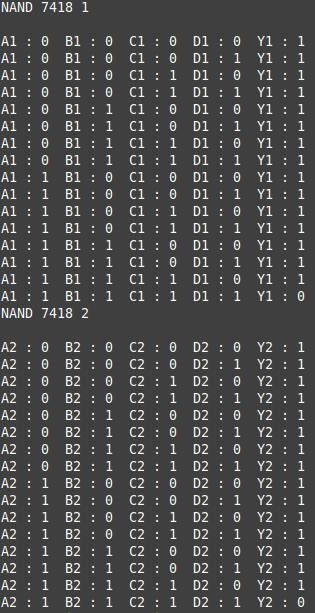 NAND 7418 1
A1 : 0 B1 : 0 C1 : 0 D1 : 0 Y1 : 1
A1 : 0 B1 : 0 C1 : 0 D1 : 1 Y1 : 1
A1 : 0 B1 : 0 C1 : 1 D1 : 0 Y1 : 1
A1 : 0 B1 : 0 C1 : 1 D1 : 1 Y1 : 1
A1 : 0 B1 : 1 C1 : 0 D1 : 0 Y1 : 1
A1 : 0 B1 : 1 C1 : 0 D1 : 1 Y1 : 1
A1 : 0 B1 : 1 C1 : 1 D1 : 0 Y1 : 1
A1 : 0 B1 : 1 C1 : 1 D1 : 1 Y1 : 1
A1 : 1 B1 : 0 C1 : 0 D1 : 0 Y1 : 1
A1 : 1 B1 : 0 C1 : 0 D1 : 1 Y1 : 1
A1 : 1 B1 : 0 C1 : 1 D1 : 0 Y1 : 1
A1 : 1 B1 : 0 C1 : 1 D1 : 1 Y1 : 1
A1 : 1 B1 : 1 C1 : 0 D1 : 0 Y1 : 1
A1 : 1 B1 : 1 C1 : 0 D1 : 1 Y1 : 1
A1 : 1 B1 : 1 C1 : 1 D1 : 0 Y1 : 1
A1 : 1 B1 : 1 C1 : 1 D1 : 1 Y1 : 0
NAND 7418 2
A2 : 0 B2 : 0 C2 : 0 D2 : 0 Y2 : 1
A2 : 0 B2 : 0 C2 : 0 D2 : 1 Y2 : 1
A2 : 0 B2 : 0 C2 : 1 D2 : 0 Y2 : 1
A2 : 0 B2 : 0 C2 : 1 D2 : 1 Y2 : 1
A2 : 0 B2 : 1 C2 : 0 D2 : 0 Y2 : 1
A2 : 0 B2 : 1 C2 : 0 D2 : 1 Y2 : 1
A2 : 0 B2 : 1 C2 : 1 D2 : 0 Y2 : 1
A2 : 0 B2 : 1 C2 : 1 D2 : 1 Y2 : 1
A2 : 1 B2 : 0 C2 : 0 D2 : 0 Y2 : 1
A2 : 1 B2 : 0 C2 : 0 D2 : 1 Y2 : 1
A2 : 1 B2 : 0 C2 : 1 D2 : 0 Y2 : 1
A2 : 1 B2 : 0 C2 : 1 D2 : 1 Y2 : 1
A2 : 1 B2 : 1 C2 : 0 D2 : 0 Y2 : 1
A2 : 1 B2 : 1 C2 : 0 D2 : 1 Y2 : 1
A2 : 1 B2 : 1 C2 : 1 D2 : 0 Y2 : 1
A2 : 1 B2 : 1 C2 : 1 D2 : 1 Y2 : 0